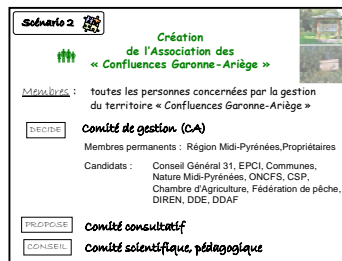 Scénario 2
Création
de l'Association des
« Confluences Garonne-Ariège »
Membres : toutes les personnes concernées par la gestion
du territoire « Confluences Garonne-Ariège »
DECIDE Comité de gestion (CA)
Membres permanents : Région Midi-Pyrénées,Propriétaires
Candidats : Conseil Général 31, EPCI, Communes,
Nature Midi-Pyrénées, ONCFS, CSP,
Chambre d'Agriculture, Fédération de pêche,
DIREN, DDE, DDAF
PROPOSE Comité consultatif
CONSEIL Comité scientifique, pédagogique